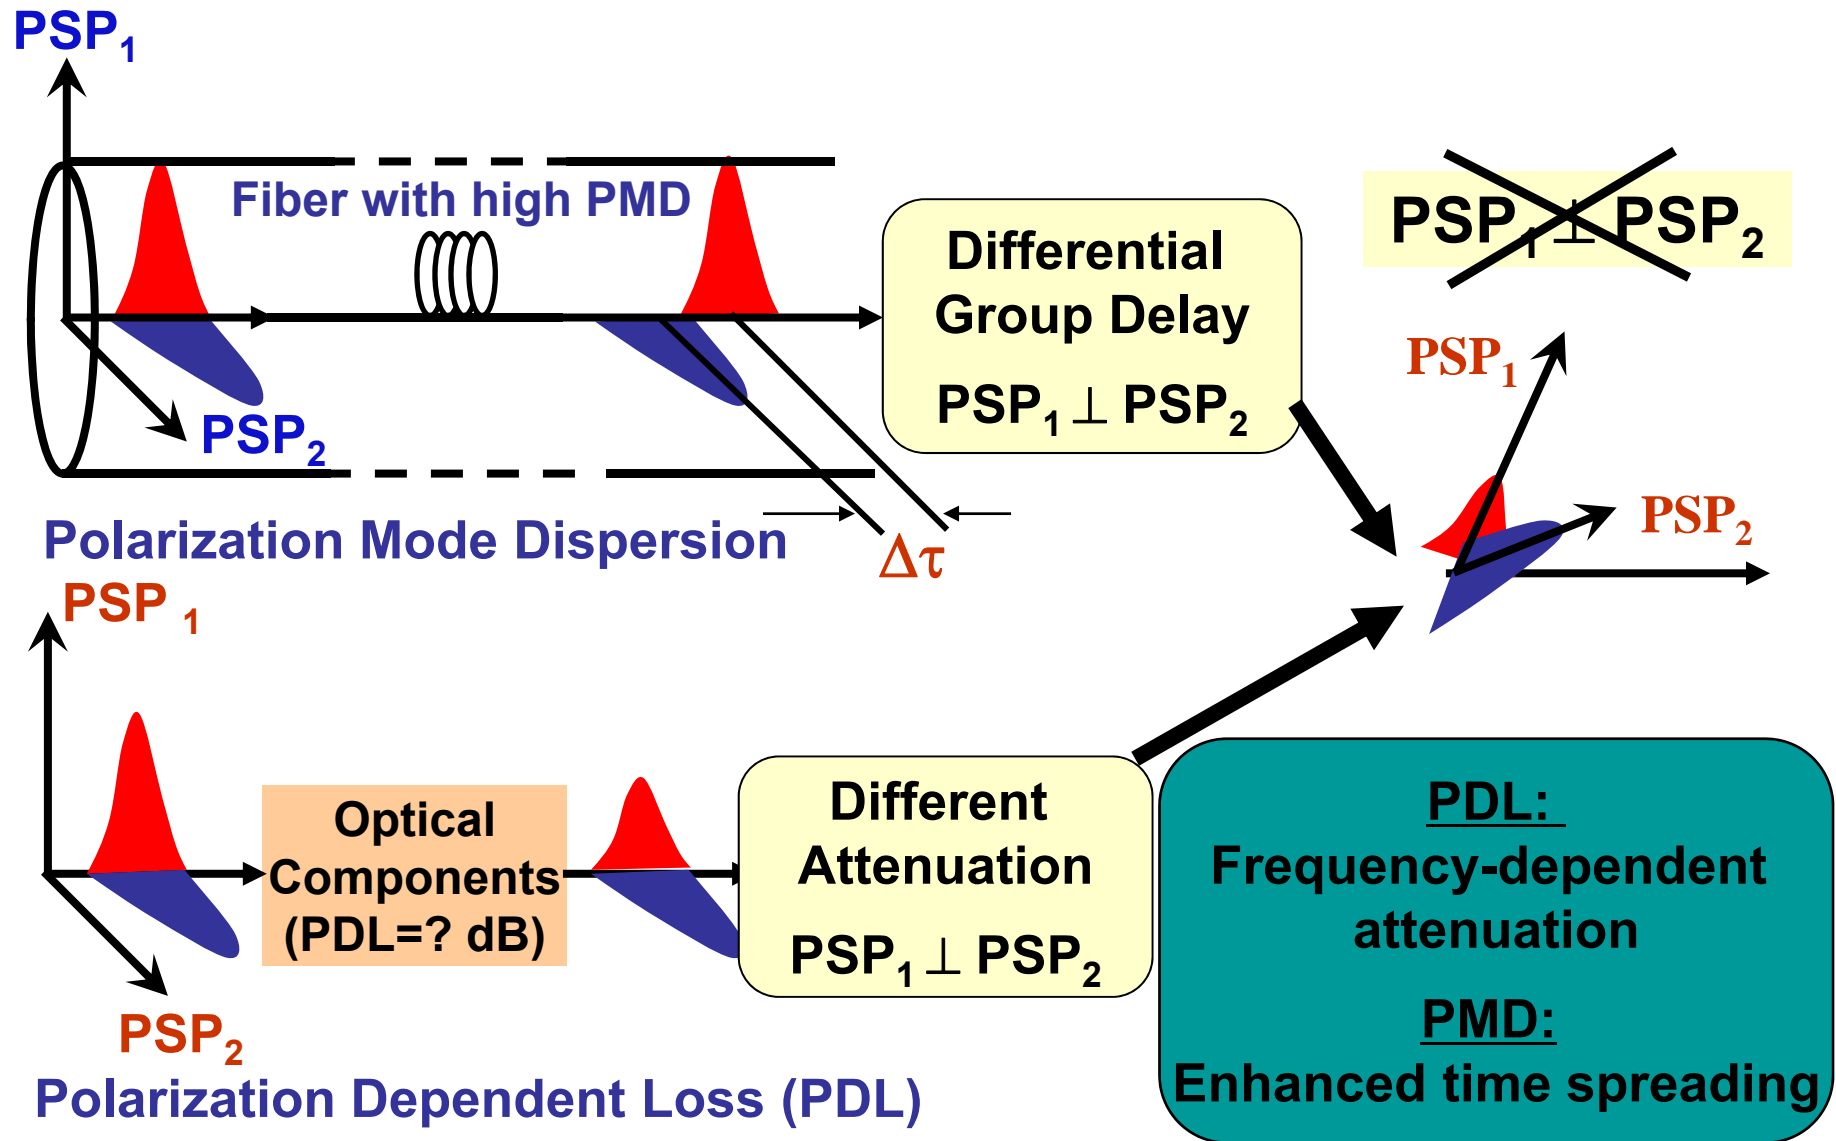 PSP1
Fiber with high PMD
PSP2
Polarization Mode Dispersion
Δτ
Differential
Group Delay
PSP1 ⊥ PSP2
PSP1 ⊥ PSP2
PSP1
PSP2
PSP 1
Optical
Components
(PDL=? dB)
PSP2
Polarization Dependent Loss (PDL)
Different
Attenuation
PSP1 ⊥ PSP2
PDL:
Frequency-dependent
attenuation
PMD:
Enhanced time spreading